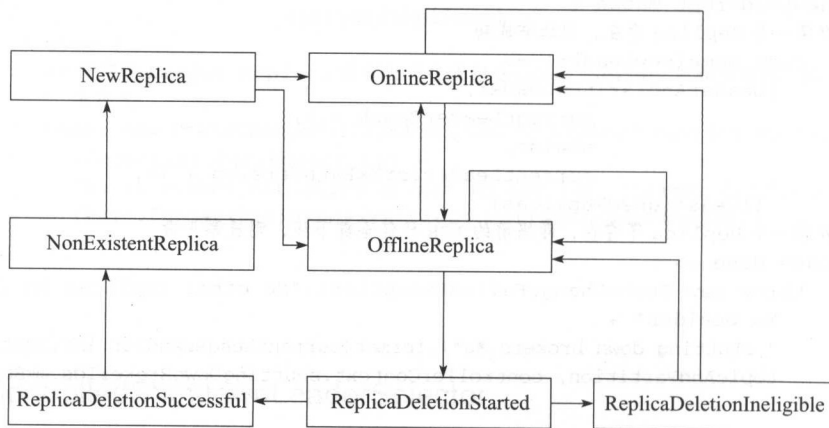 NewReplica
OnlineReplica
NonExistentReplica
OfflineReplica
ReplicaDeletionSuccessful
ReplicaDeletionStarted
ReplicaDeletionIneligible